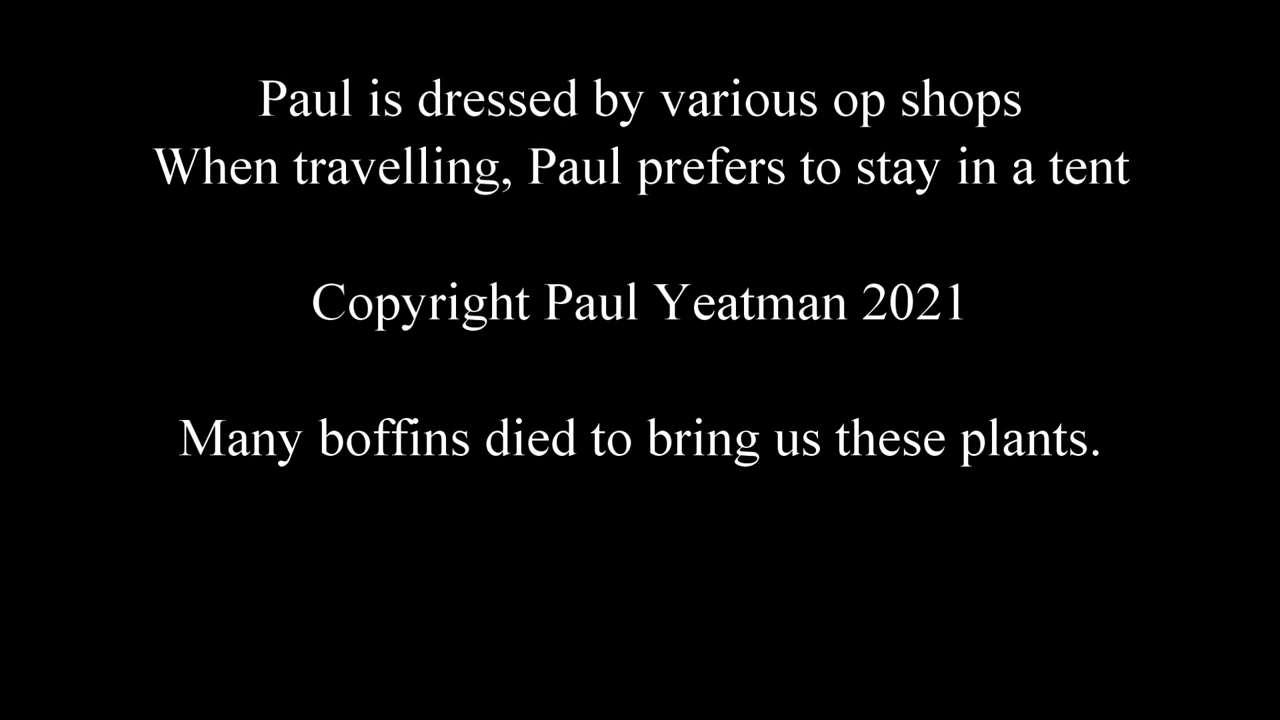 Paul is dressed by various op shops
When travelling, Paul prefers to stay in a tent
Copyright Paul Yeatman 2021
Many boffins died to bring us these plants.